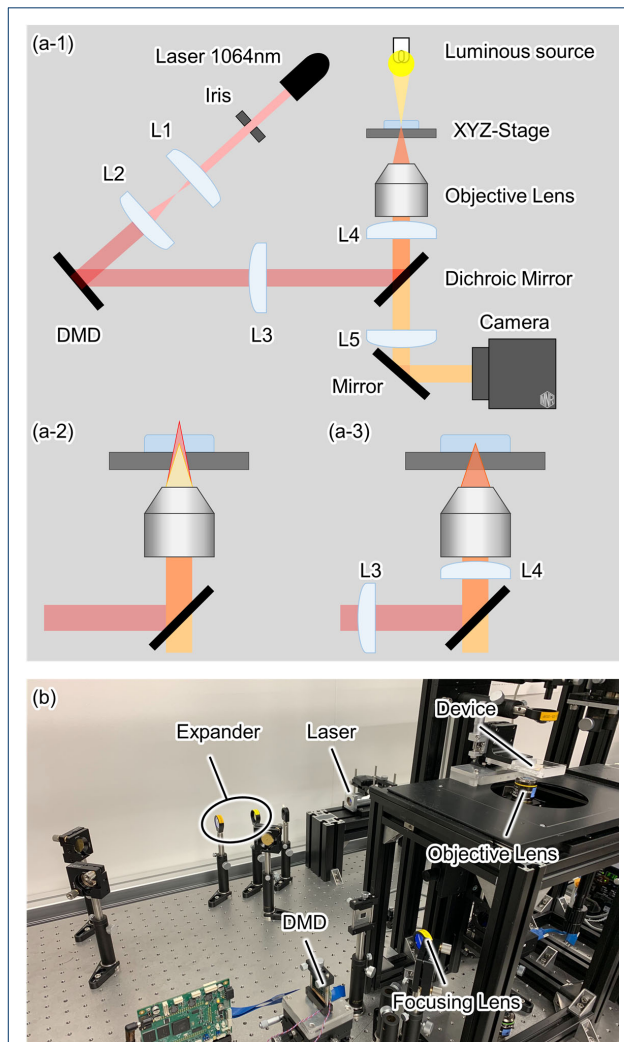 (a-1)
Laser 1064nm
Luminous source
Iris
L1
XYZ-Stage
L2
Objective Lens
L4
Dichroic Mirror
DMD
L3
L5
Camera
Mirror
(a-2)
(a-3)
L3
L4
(b)
Device
Expander
Laser
Objective Lens
DMD
Focusing Lens